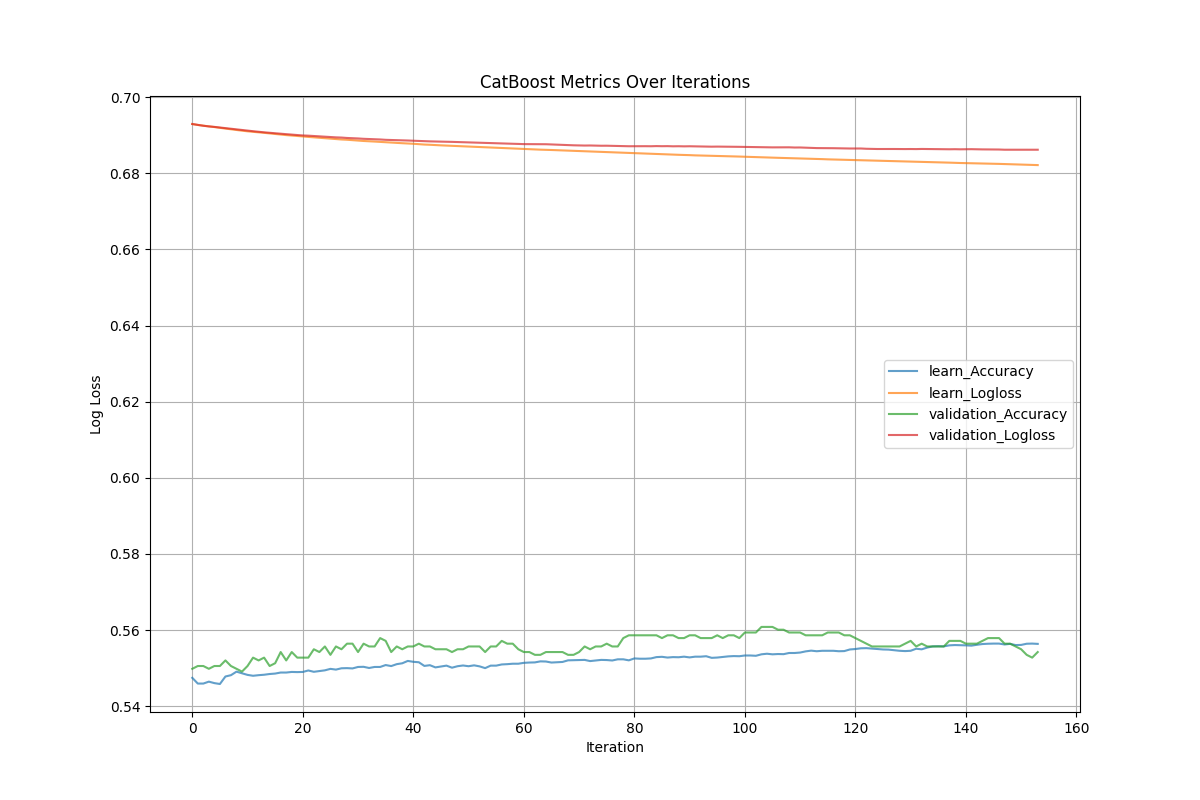 CatBoost Metrics Over Iterations
0.70
0.68
0.66
0.64
0.62
0.60
0.58
0.56
0.54
Log Loss
learn_Accuracy
learn_Logloss
validation_Accuracy
validation_Logloss
0 20 40 60 80 100 120 140 160
Iteration